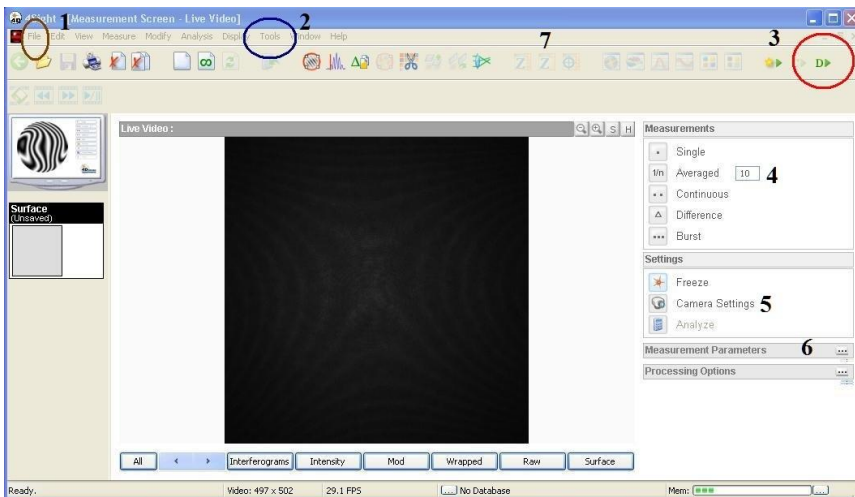 4Sight - [Measurement Screen - Live Video]
1
2
File Edit View Measure Modify Analysis Display Tools Window Help
7
3
D
Live Video :
S H
Measurements
Single
1/n Averaged 10 4
Continuous
Difference
Burst
Surface
(Unsaved)
Settings
Freeze
Camera Settings 5
Analyze
Measurement Parameters 6 ...
Processing Options ...
All Interferograms Intensity Mod Wrapped Raw Surface
Ready. Video: 497 x 502 29.1 FPS [...] No Database Mem: [...]